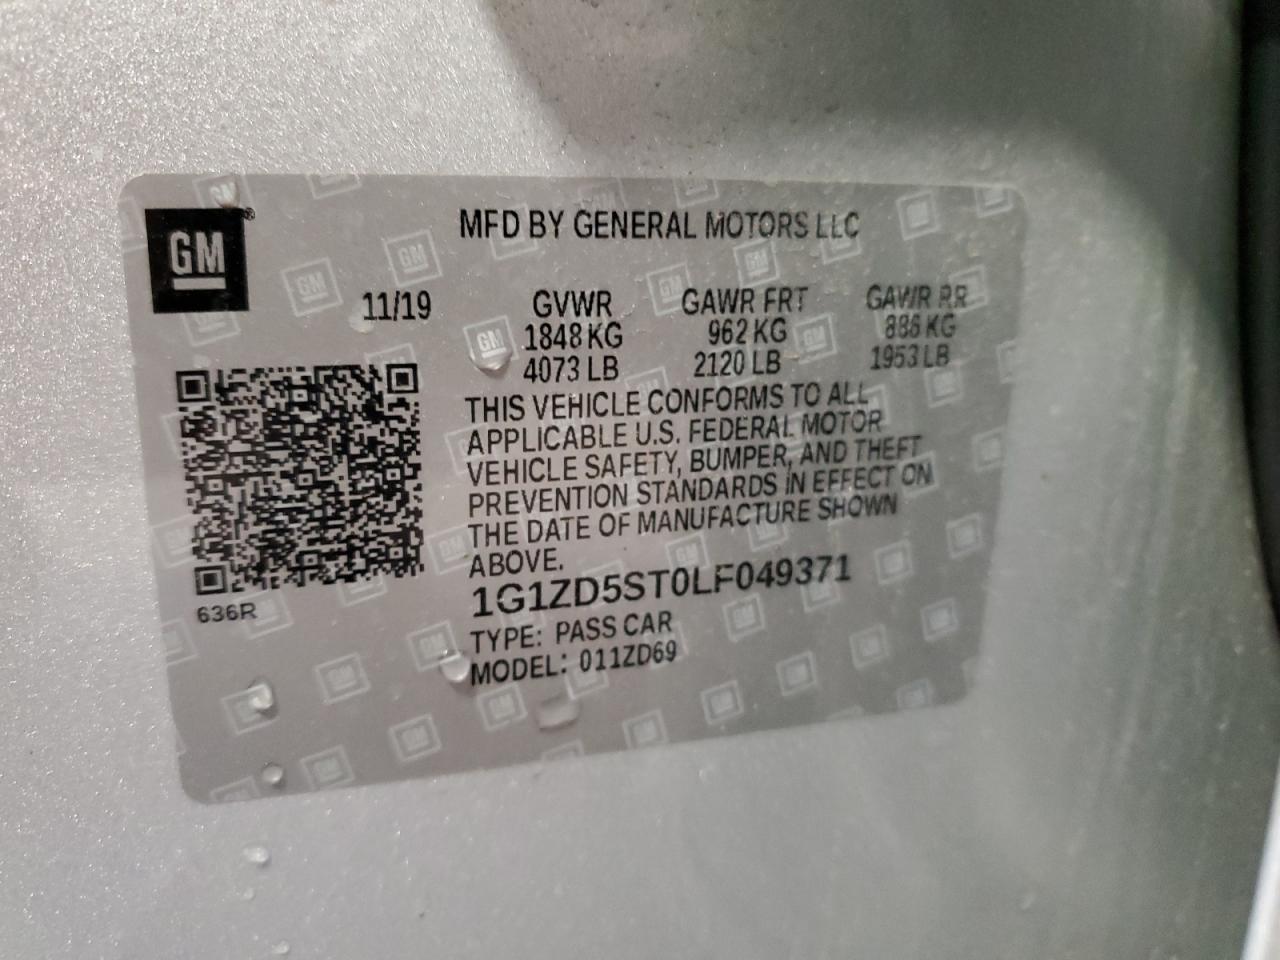 GM
MFD BY GENERAL MOTORS LLC
11/19 GVWR GAWR FRT GAWR RR
1848 KG 962 KG 886 KG
4073 LB 2120 LB 1953 LB
THIS VEHICLE CONFORMS TO ALL
APPLICABLE U.S. FEDERAL MOTOR
VEHICLE SAFETY, BUMPER, AND THEFT
PREVENTION STANDARDS IN EFFECT ON
THE DATE OF MANUFACTURE SHOWN
ABOVE.
1G1ZD5ST0LF049371
636R
TYPE: PASS CAR
MODEL: 011ZD69